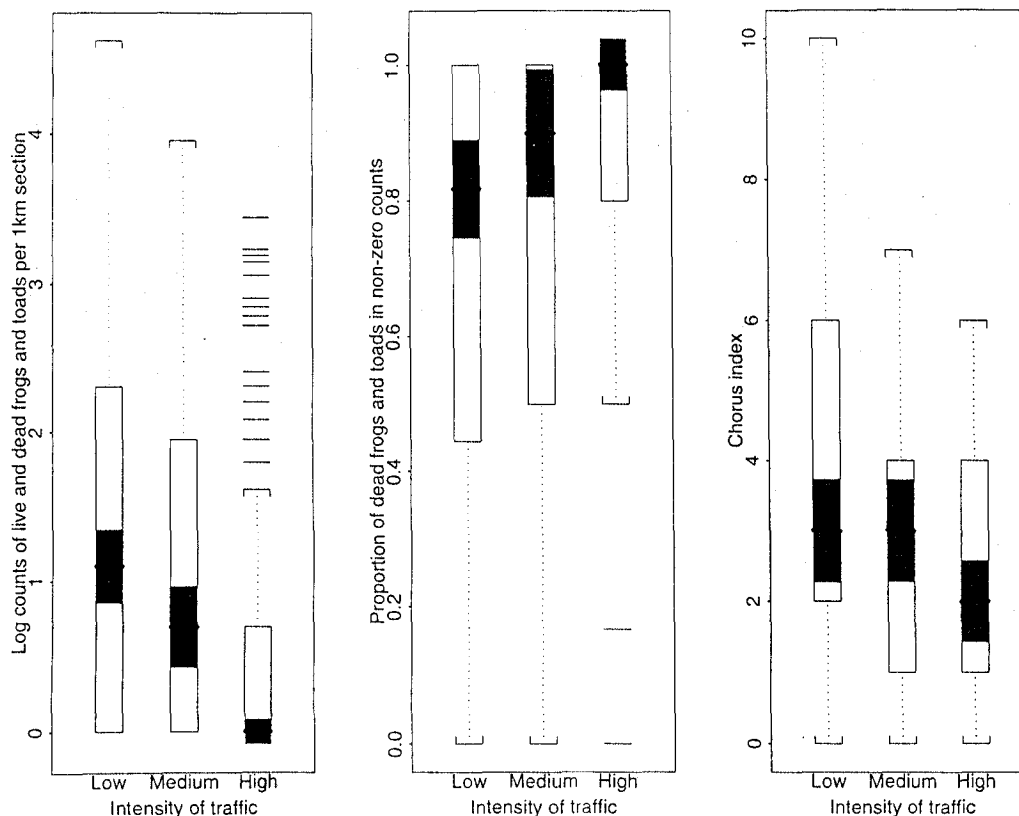 Log counts of live and dead frogs and toads per 1km section
4
3
2
1
0
Low Medium High
Intensity of traffic
Proportion of dead frogs and toads in non-zero counts
1.0
0.8
0.6
0.4
0.2
0.0
Low Medium High
Intensity of traffic
Chorus index
10
8
6
4
2
0
Low Medium High
Intensity of traffic